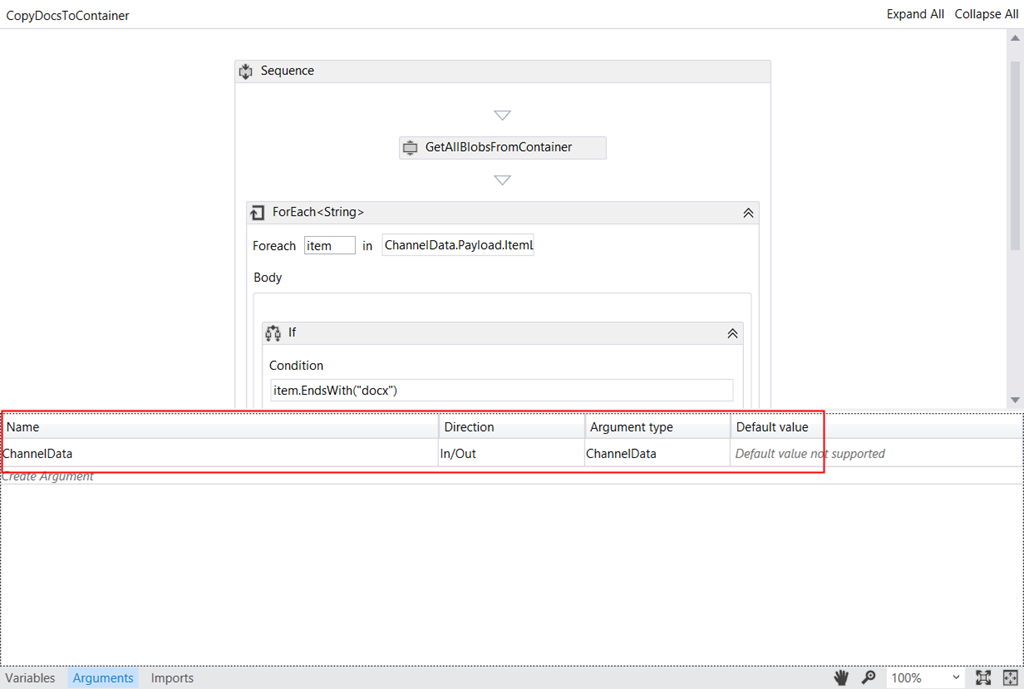 CopyDocsToContainer Expand All Collapse All
Sequence
GetAllBlobsFromContainer
ForEach<String>
Foreach item in ChannelData.Payload.ItemL
Body
If
Condition
item.EndsWith("docx")
Name Direction Argument type Default value
ChannelData In/Out ChannelData Default value not supported
Create Argument
Variables Arguments Imports 100%